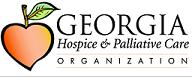 GEORGIA
Hospice & Palliative Care
ORGANIZATION